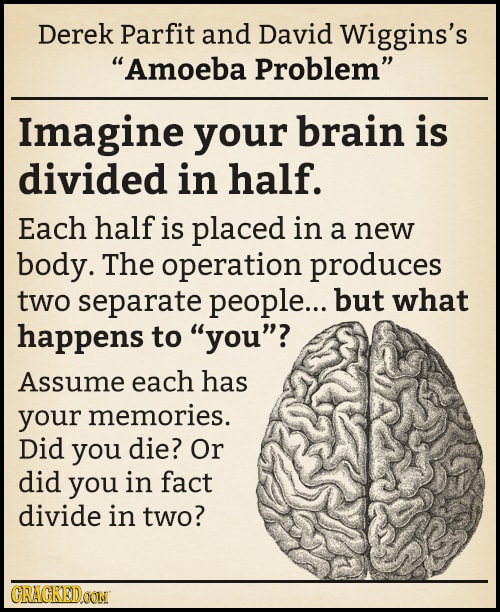 Derek Parfit and David Wiggins’s
“Amoeba Problem”
Imagine your brain is
divided in half.
Each half is placed in a new
body. The operation produces
two separate people... but what
happens to “you”?
Assume each has
your memories.
Did you die? Or
did you in fact
divide in two?
CRACKED.COM